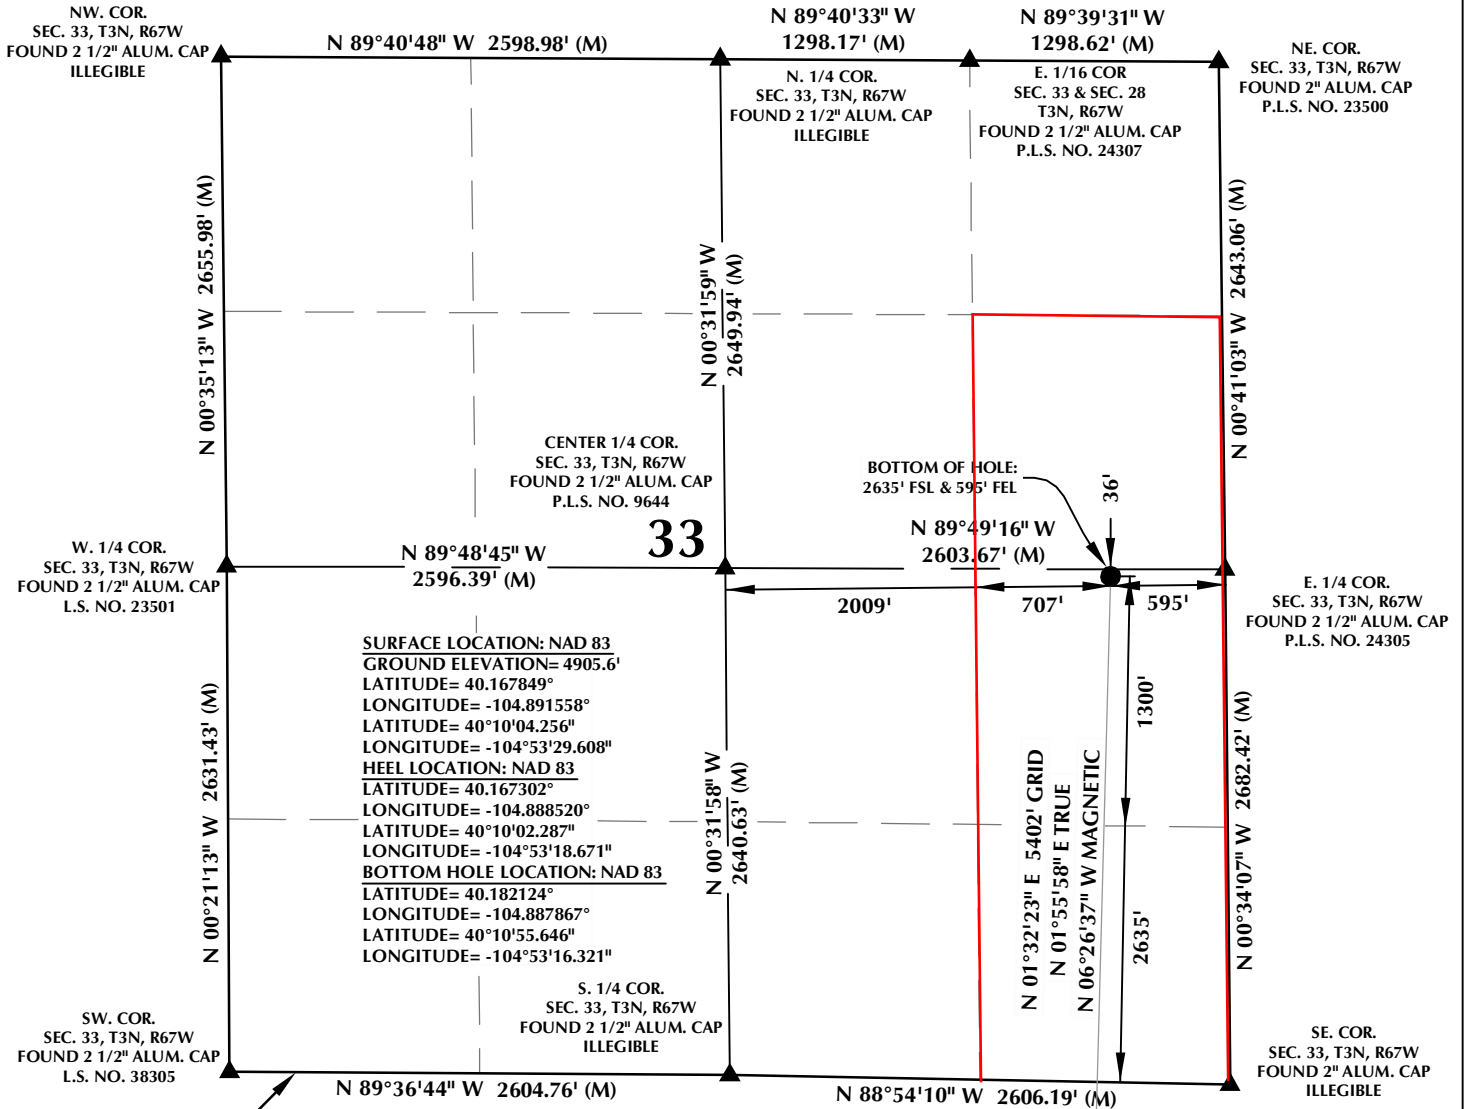 NW. COR.
SEC. 33, T3N, R67W
FOUND 2 1/2" ALUM. CAP
ILLEGIBLE
N 89°40'48" W 2598.98' (M)
N 89°40'33" W
1298.17' (M)
N 89°39'31" W
1298.62' (M)
NE. COR.
SEC. 33, T3N, R67W
FOUND 2" ALUM. CAP
P.L.S. NO. 23500
N. 1/4 COR.
SEC. 33, T3N, R67W
FOUND 2 1/2" ALUM. CAP
ILLEGIBLE
E. 1/16 COR
SEC. 33 & SEC. 28
T3N, R67W
FOUND 2 1/2" ALUM. CAP
P.L.S. NO. 24307
N 00°35'13" W 2655.98' (M)
N 00°31'59" W
2649.94' (M)
N 00°41'03" W 2643.06' (M)
CENTER 1/4 COR.
SEC. 33, T3N, R67W
FOUND 2 1/2" ALUM. CAP
P.L.S. NO. 9644
33
BOTTOM OF HOLE:
2635' FSL & 595' FEL
36'
W. 1/4 COR.
SEC. 33, T3N, R67W
FOUND 2 1/2" ALUM. CAP
L.S. NO. 23501
N 89°48'45" W
2596.39' (M)
N 89°49'16" W
2603.67' (M)
2009'
707'
595'
E. 1/4 COR.
SEC. 33, T3N, R67W
FOUND 2 1/2" ALUM. CAP
P.L.S. NO. 24305
SURFACE LOCATION: NAD 83
GROUND ELEVATION= 4905.6'
LATITUDE= 40.167849°
LONGITUDE= -104.891558°
LATITUDE= 40°10'04.256"
LONGITUDE= -104°53'29.608"
HEEL LOCATION: NAD 83
LATITUDE= 40.167302°
LONGITUDE= -104.888520°
LATITUDE= 40°10'02.287"
LONGITUDE= -104°53'18.671"
BOTTOM HOLE LOCATION: NAD 83
LATITUDE= 40.182124°
LONGITUDE= -104.887867°
LATITUDE= 40°10'55.646"
LONGITUDE= -104°53'16.321"
N 00°21'13" W 2631.43' (M)
N 00°31'58" W
2640.63' (M)
N 01°32'23" E 5402' GRID
N 01°55'58" E TRUE
N 06°26'37" W MAGNETIC
1300'
2635'
N 00°34'07" W 2682.42' (M)
SW. COR.
SEC. 33, T3N, R67W
FOUND 2 1/2" ALUM. CAP
L.S. NO. 38305
S. 1/4 COR.
SEC. 33, T3N, R67W
FOUND 2 1/2" ALUM. CAP
ILLEGIBLE
SE. COR.
SEC. 33, T3N, R67W
FOUND 2" ALUM. CAP
ILLEGIBLE
N 89°36'44" W 2604.76' (M)
N 88°54'10" W 2606.19' (M)